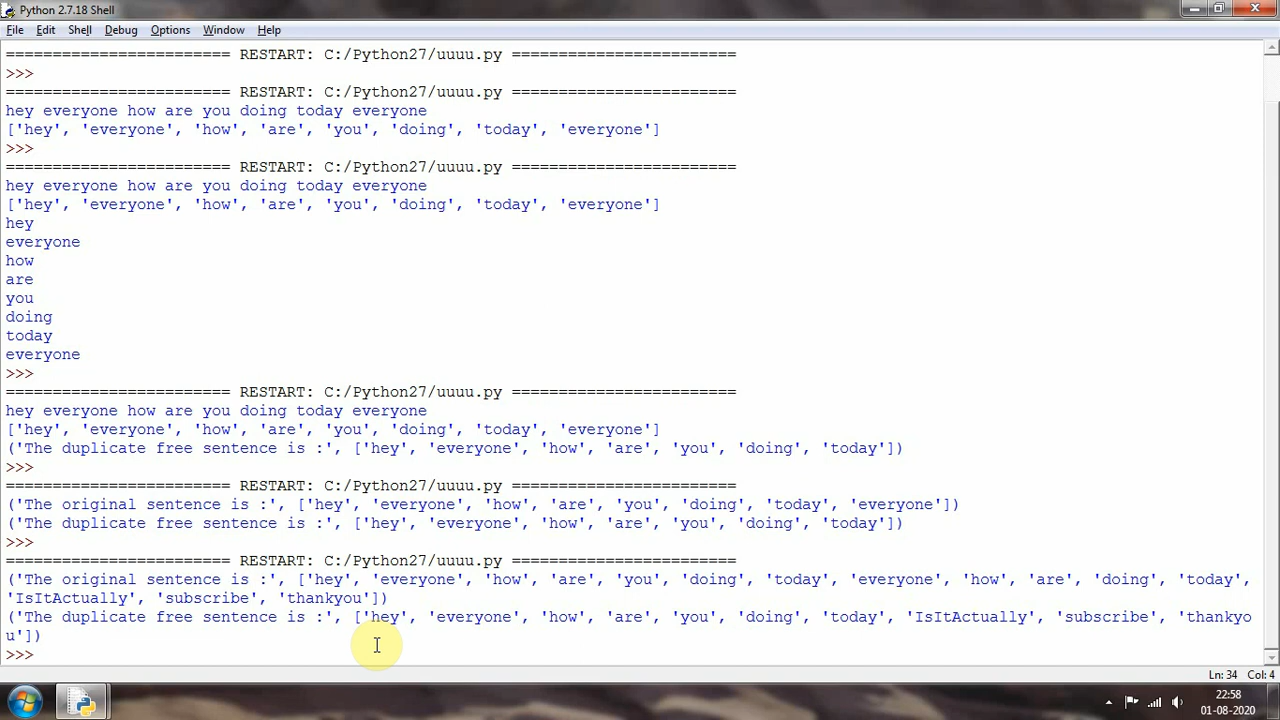 Python 2.7.18 Shell
File Edit Shell Debug Options Window Help
======================== RESTART: C:/Python27/uuuu.py ========================
>>>
======================== RESTART: C:/Python27/uuuu.py ========================
hey everyone how are you doing today everyone
['hey', 'everyone', 'how', 'are', 'you', 'doing', 'today', 'everyone']
>>>
======================== RESTART: C:/Python27/uuuu.py ========================
hey everyone how are you doing today everyone
['hey', 'everyone', 'how', 'are', 'you', 'doing', 'today', 'everyone']
hey
everyone
how
are
you
doing
today
everyone
>>>
======================== RESTART: C:/Python27/uuuu.py ========================
hey everyone how are you doing today everyone
['hey', 'everyone', 'how', 'are', 'you', 'doing', 'today', 'everyone']
('The duplicate free sentence is :', ['hey', 'everyone', 'how', 'are', 'you', 'doing', 'today'])
>>>
======================== RESTART: C:/Python27/uuuu.py ========================
('The original sentence is :', ['hey', 'everyone', 'how', 'are', 'you', 'doing', 'today', 'everyone'])
('The duplicate free sentence is :', ['hey', 'everyone', 'how', 'are', 'you', 'doing', 'today'])
>>>
======================== RESTART: C:/Python27/uuuu.py ========================
('The original sentence is :', ['hey', 'everyone', 'how', 'are', 'you', 'doing', 'today', 'everyone', 'how', 'are', 'doing', 'today',
'IsItActually', 'subscribe', 'thankyou'])
('The duplicate free sentence is :', ['hey', 'everyone', 'how', 'are', 'you', 'doing', 'today', 'IsItActually', 'subscribe', 'thankyo
u'])
>>>
Ln: 34 Col: 4
22:58
01-08-2020